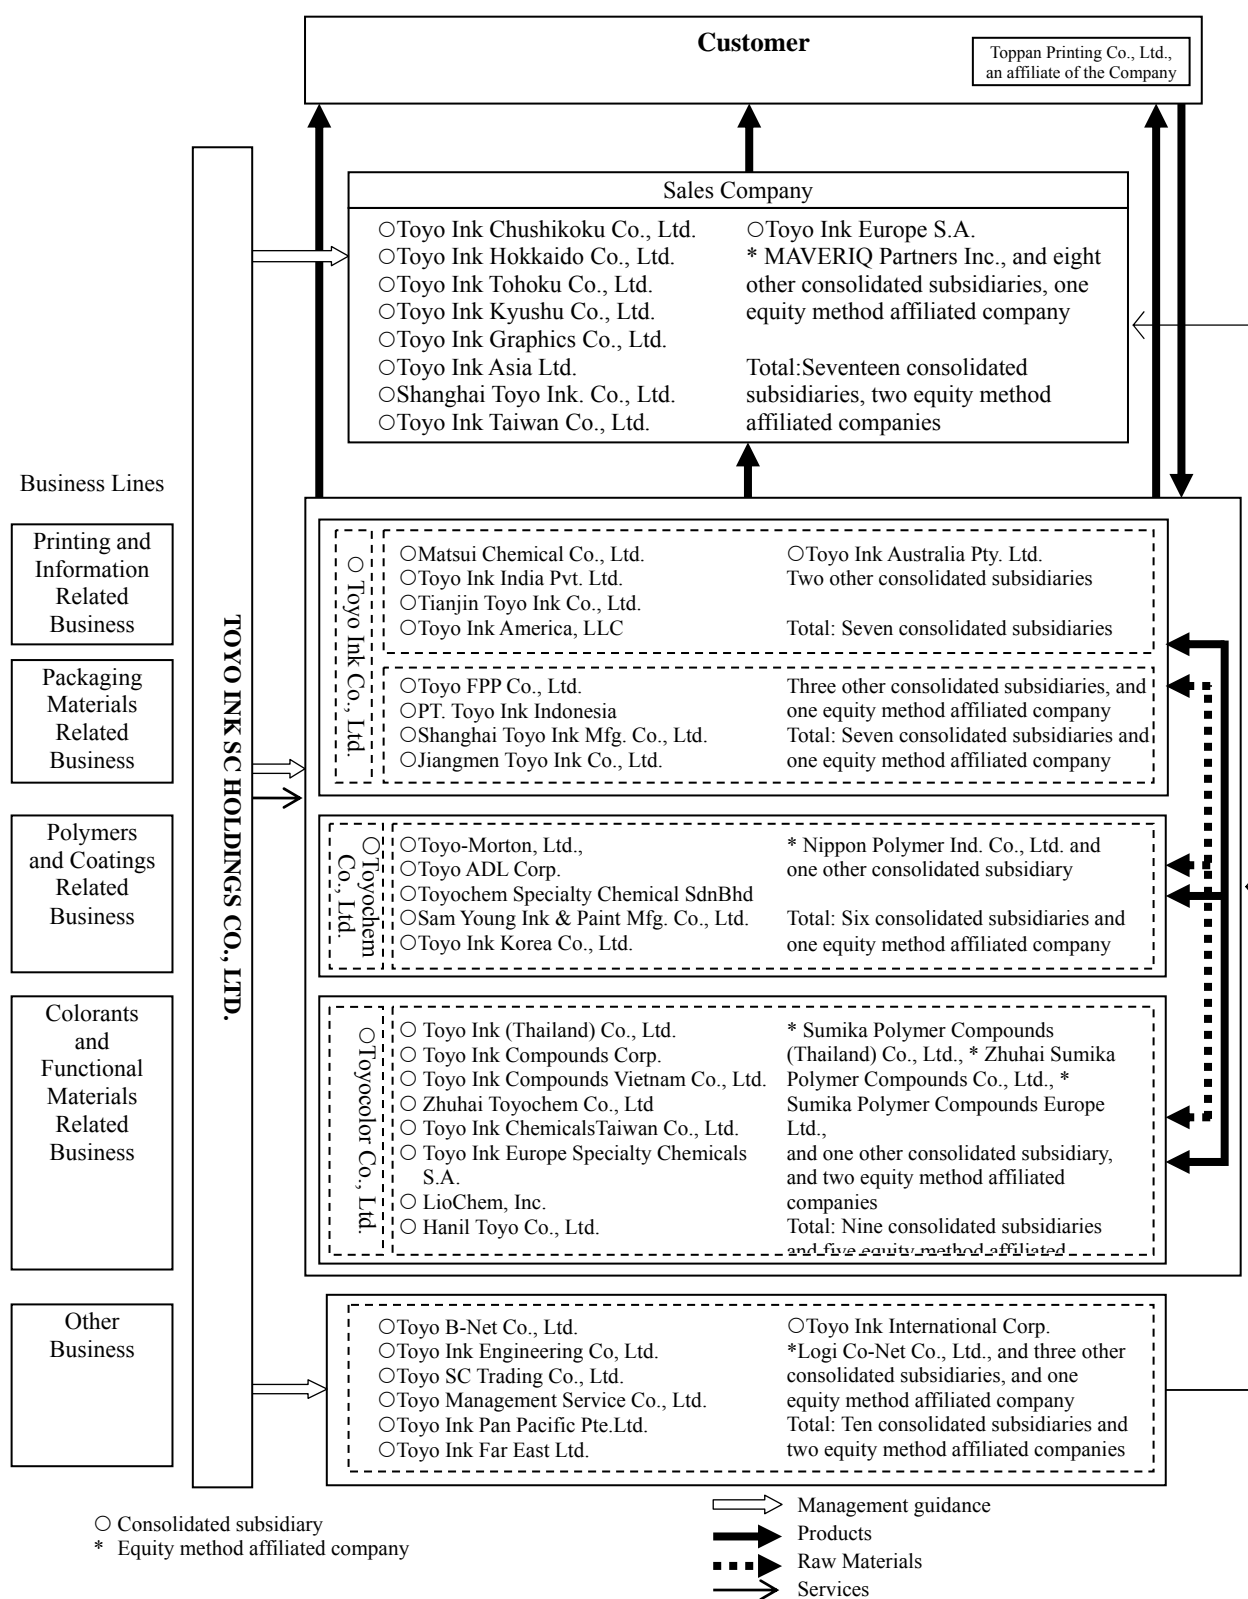 Customer
Toppan Printing Co., Ltd.,
an affiliate of the Company
Sales Company
○Toyo Ink Chushikoku Co., Ltd.
○Toyo Ink Hokkaido Co., Ltd.
○Toyo Ink Tohoku Co., Ltd.
○Toyo Ink Kyushu Co., Ltd.
○Toyo Ink Graphics Co., Ltd.
○Toyo Ink Asia Ltd.
○Shanghai Toyo Ink. Co., Ltd.
○Toyo Ink Taiwan Co., Ltd.
○Toyo Ink Europe S.A.
* MAVERIQ Partners Inc., and eight
other consolidated subsidiaries, one
equity method affiliated company
Total:Seventeen consolidated
subsidiaries, two equity method
affiliated companies
Business Lines
TOYO INK SC HOLDINGS CO., LTD.
Printing and
Information
Related
Business
Packaging
Materials
Related
Business
○ Toyo Ink Co., Ltd.
○Matsui Chemical Co., Ltd.
○Toyo Ink India Pvt. Ltd.
○Tianjin Toyo Ink Co., Ltd.
○Toyo Ink America, LLC
○Toyo Ink Australia Pty. Ltd.
Two other consolidated subsidiaries
Total: Seven consolidated subsidiaries
○Toyo FPP Co., Ltd.
○PT. Toyo Ink Indonesia
○Shanghai Toyo Ink Mfg. Co., Ltd.
○Jiangmen Toyo Ink Co., Ltd.
Three other consolidated subsidiaries, and
one equity method affiliated company
Total: Seven consolidated subsidiaries and
one equity method affiliated company
Polymers
and Coatings
Related
Business
○Toyochem
Co., Ltd.
○Toyo-Morton, Ltd.,
○Toyo ADL Corp.
○Toyochem Specialty Chemical SdnBhd
○Sam Young Ink & Paint Mfg. Co., Ltd.
○Toyo Ink Korea Co., Ltd.
* Nippon Polymer Ind. Co., Ltd. and
one other consolidated subsidiary
Total: Six consolidated subsidiaries and
one equity method affiliated company
Colorants
and
Functional
Materials
Related
Business
○Toyocolor Co., Ltd.
○ Toyo Ink (Thailand) Co., Ltd.
○ Toyo Ink Compounds Corp.
○ Toyo Ink Compounds Vietnam Co., Ltd.
○ Zhuhai Toyochem Co., Ltd
○ Toyo Ink ChemicalsTaiwan Co., Ltd.
○ Toyo Ink Europe Specialty Chemicals
S.A.
○ LioChem, Inc.
○ Hanil Toyo Co., Ltd.
* Sumika Polymer Compounds
(Thailand) Co., Ltd., * Zhuhai Sumika
Polymer Compounds Co., Ltd., *
Sumika Polymer Compounds Europe
Ltd.,
and one other consolidated subsidiary,
and two equity method affiliated
companies
Total: Nine consolidated subsidiaries
and five equity method affiliated
Other
Business
○Toyo B-Net Co., Ltd.
○Toyo Ink Engineering Co, Ltd.
○Toyo SC Trading Co., Ltd.
○Toyo Management Service Co., Ltd.
○Toyo Ink Pan Pacific Pte.Ltd.
○Toyo Ink Far East Ltd.
○Toyo Ink International Corp.
*Logi Co-Net Co., Ltd., and three other
consolidated subsidiaries, and one
equity method affiliated company
Total: Ten consolidated subsidiaries and
two equity method affiliated companies
○ Consolidated subsidiary
* Equity method affiliated company
Management guidance
Products
Raw Materials
Services